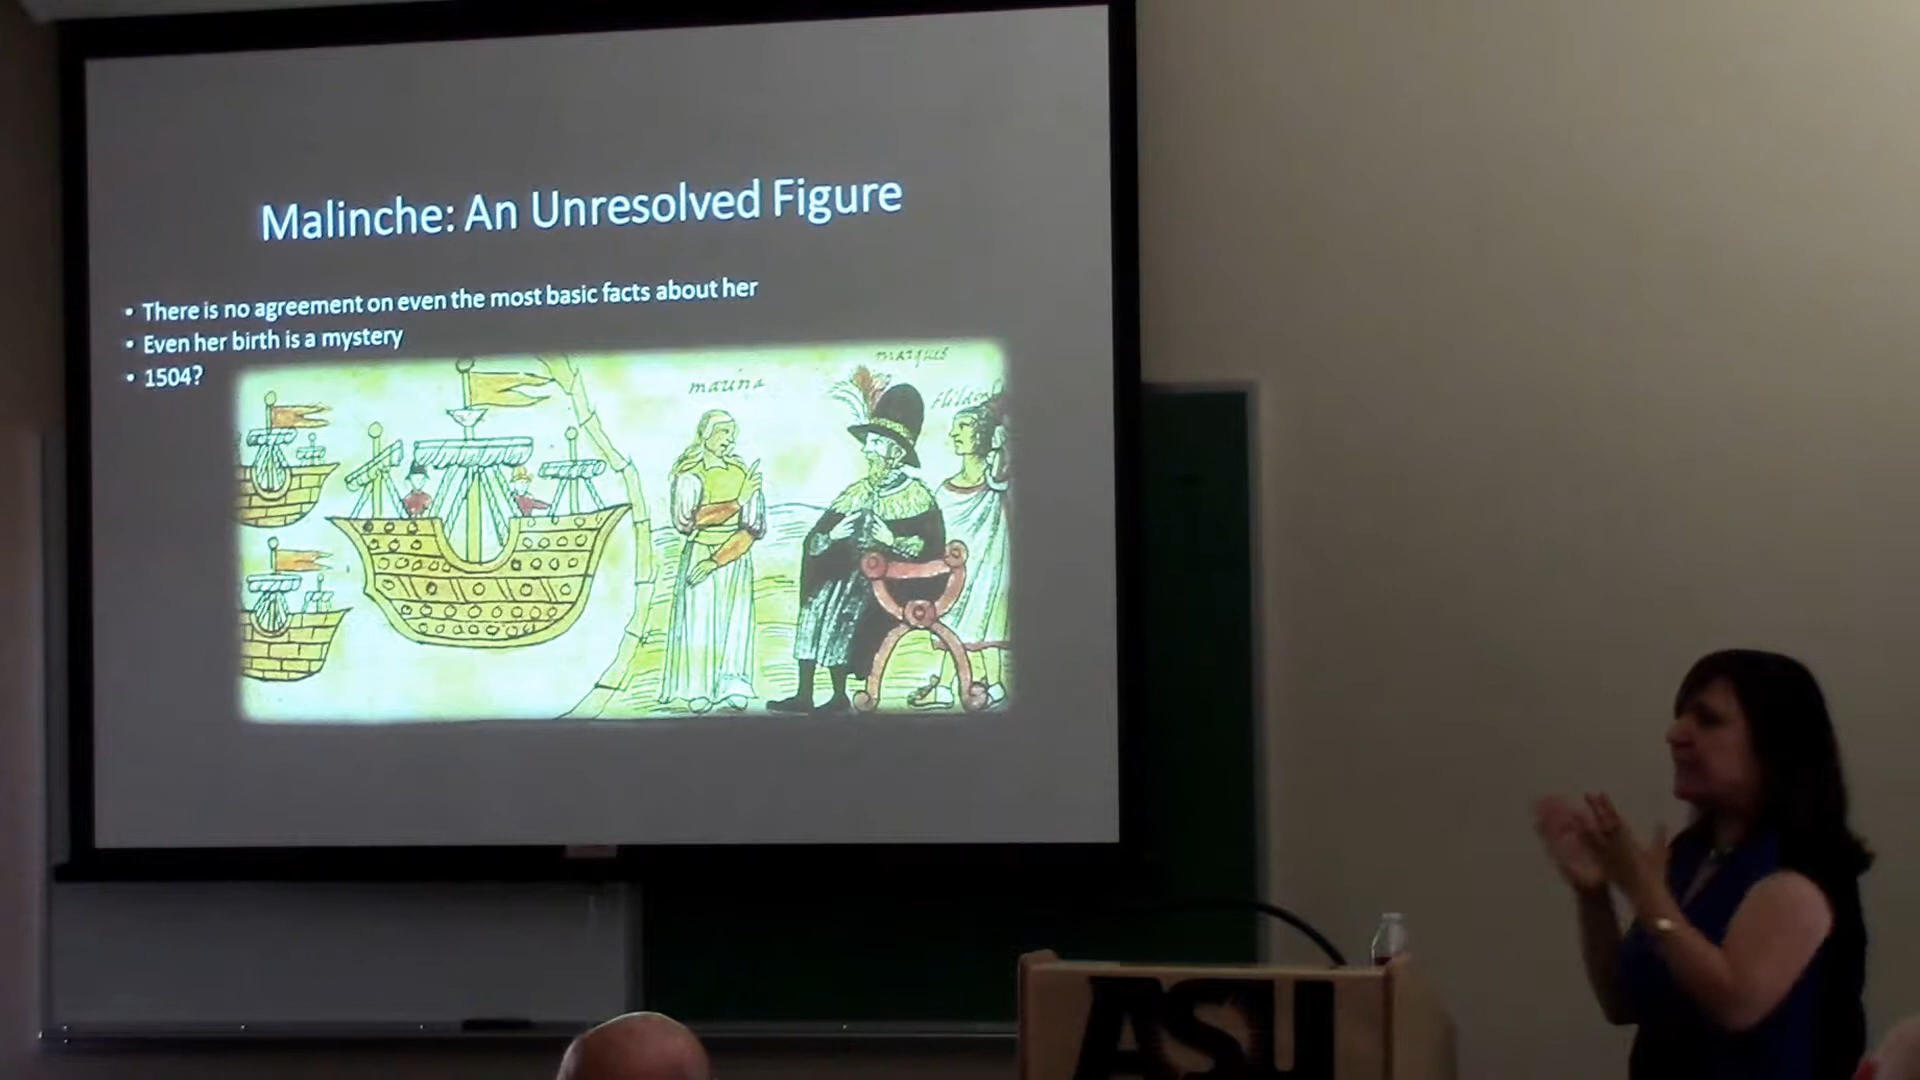 Malinche: An Unresolved Figure
• There is no agreement on even the most basic facts about her
• Even her birth is a mystery
• 1504?
marques
marina
ASU